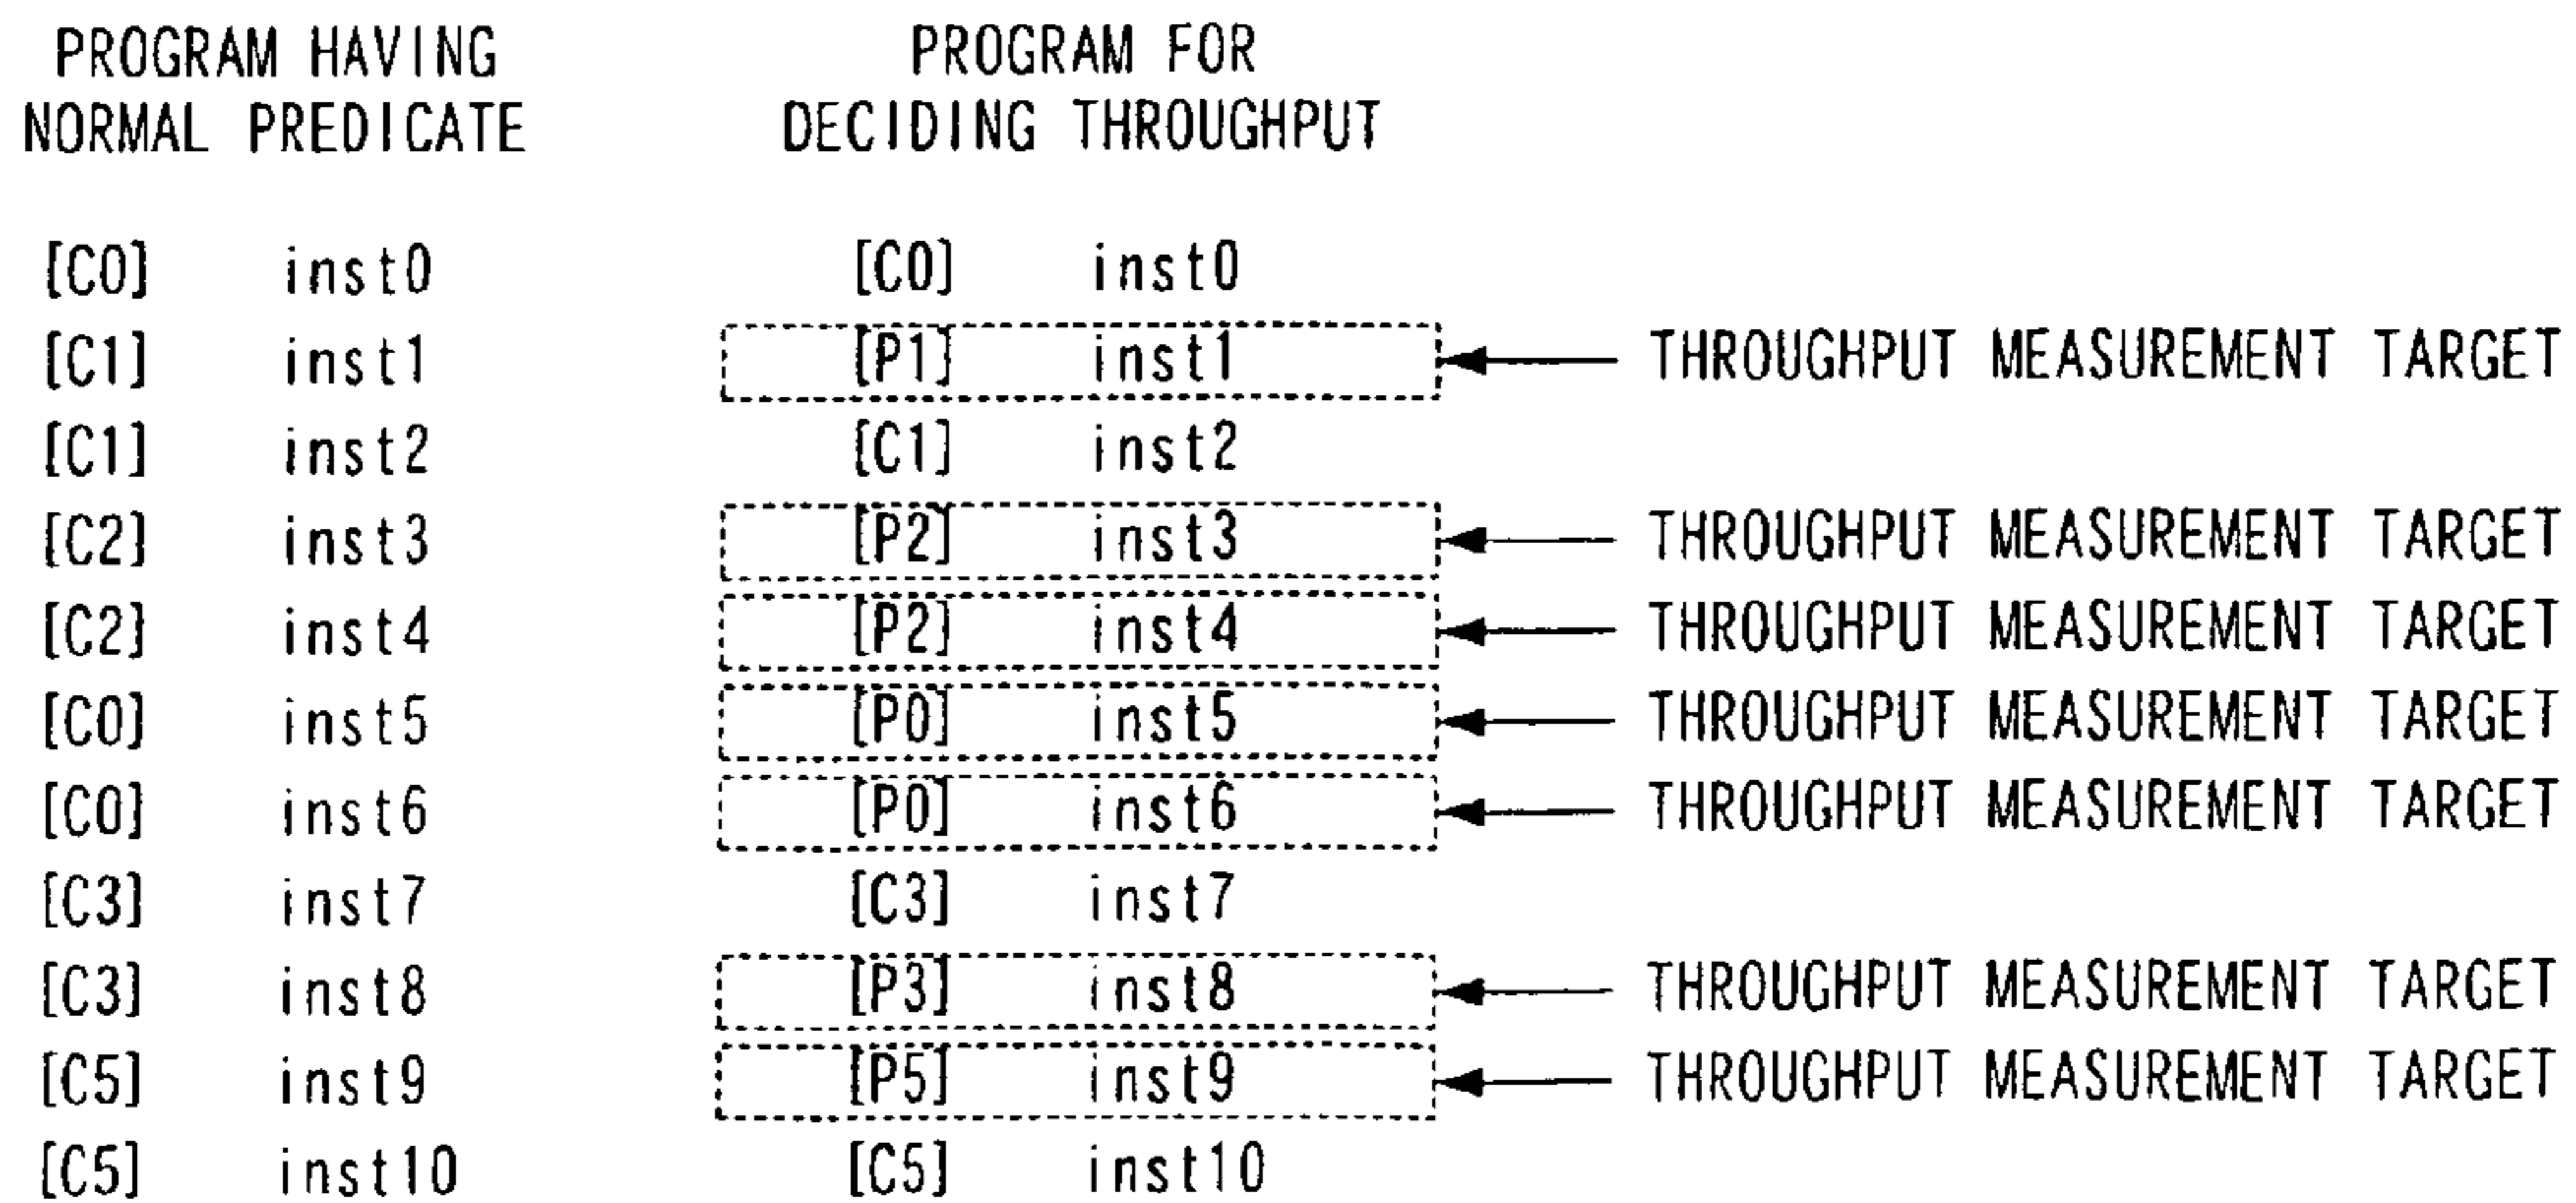 PROGRAM HAVING
NORMAL PREDICATE
PROGRAM FOR
DECIDING THROUGHPUT
[C0] inst0 [C0] inst0
[C1] inst1 [P1] inst1 THROUGHPUT MEASUREMENT TARGET
[C1] inst2 [C1] inst2
[C2] inst3 [P2] inst3 THROUGHPUT MEASUREMENT TARGET
[C2] inst4 [P2] inst4 THROUGHPUT MEASUREMENT TARGET
[C0] inst5 [P0] inst5 THROUGHPUT MEASUREMENT TARGET
[C0] inst6 [P0] inst6 THROUGHPUT MEASUREMENT TARGET
[C3] inst7 [C3] inst7
[C3] inst8 [P3] inst8 THROUGHPUT MEASUREMENT TARGET
[C5] inst9 [P5] inst9 THROUGHPUT MEASUREMENT TARGET
[C5] inst10 [C5] inst10